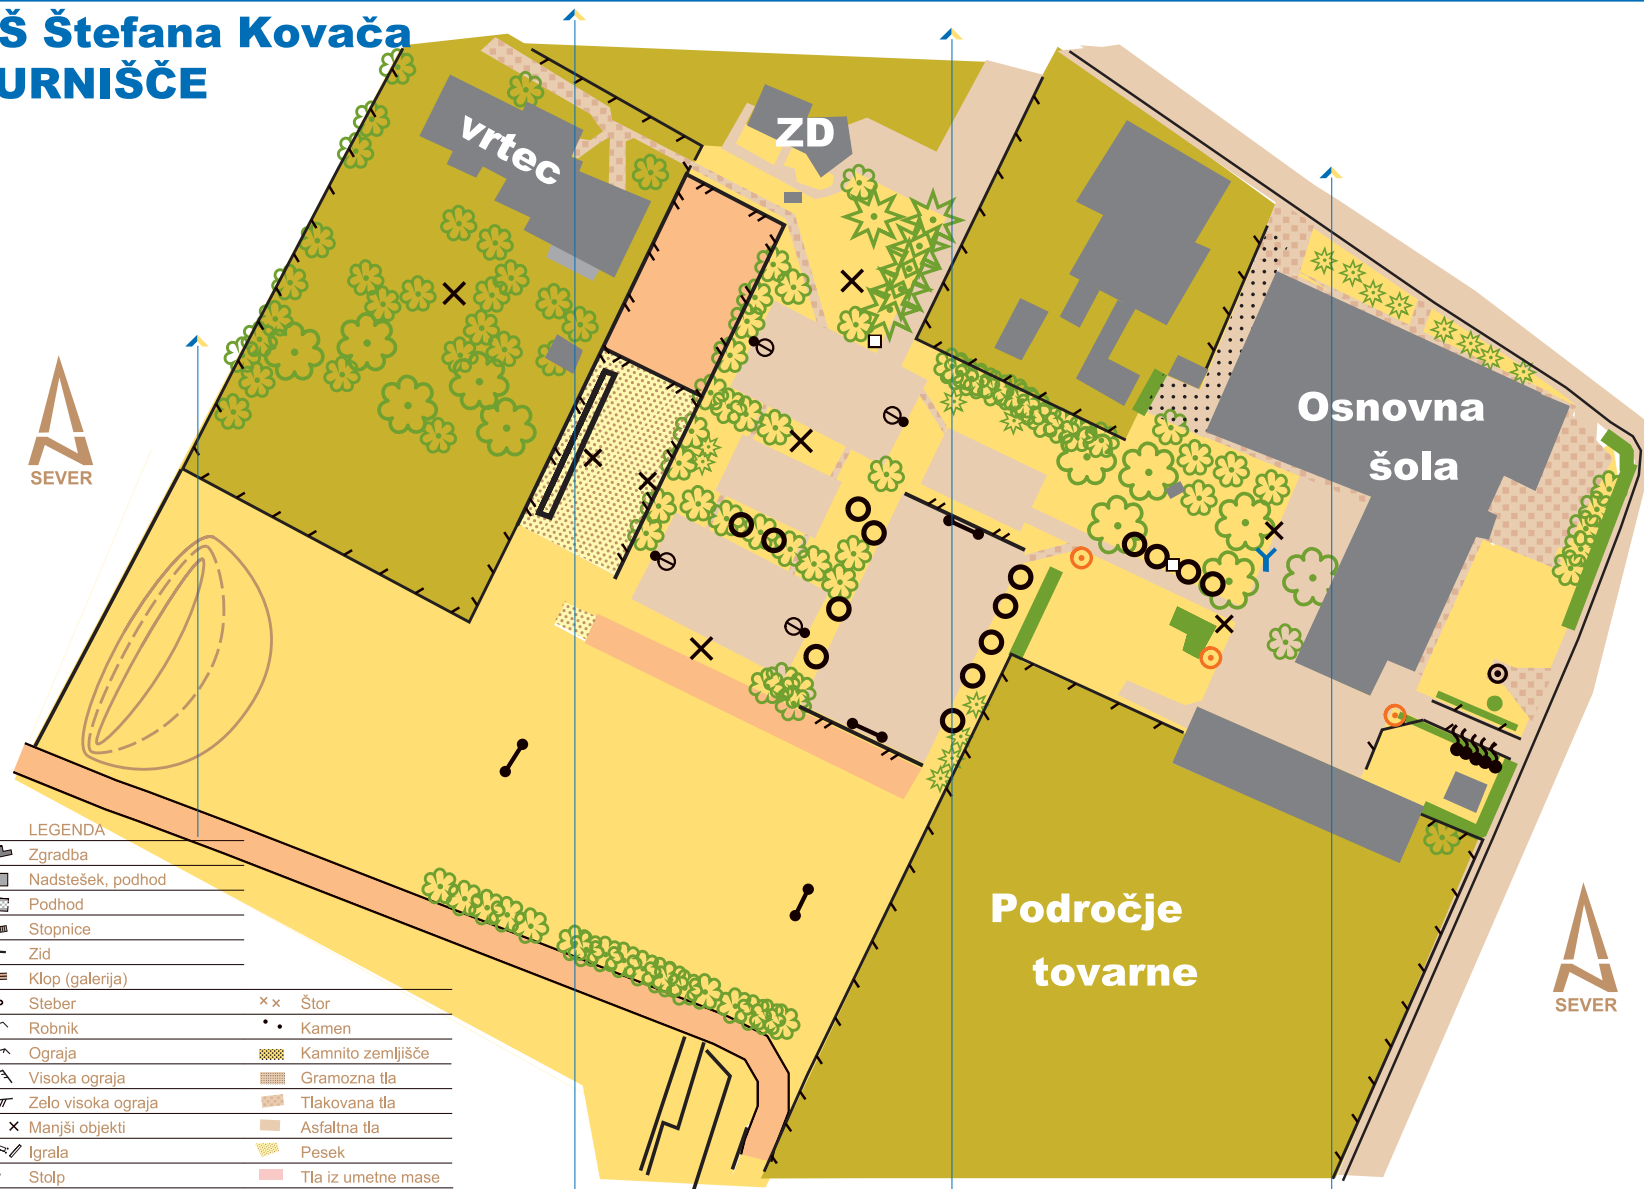 Š Štefana Kovača
URNIŠČE
vrtec
ZD
Osnovna
šola
SEVER
Področje
tovarne
SEVER
LEGENDA
Zgradba
Nadstešek, podhod
Podhod
Stopnice
Zid
Klop (galerija)
Steber
Robnik
Ograja
Visoka ograja
Zelo visoka ograja
Manjši objekti
Igrala
Stolp
Štor
Kamen
Kamnito zemljišče
Gramozna tla
Tlakovana tla
Asfaltna tla
Pesek
Tla iz umetne mase